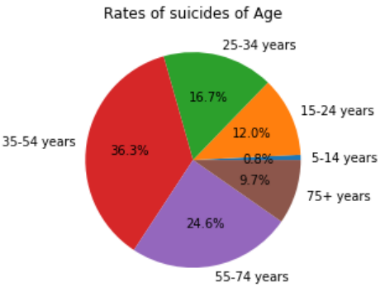 Rates of suicides of Age
25-34 years
16.7%
15-24 years
12.0%
35-54 years
36.3%
0.8%
5-14 years
9.7%
75+ years
24.6%
55-74 years